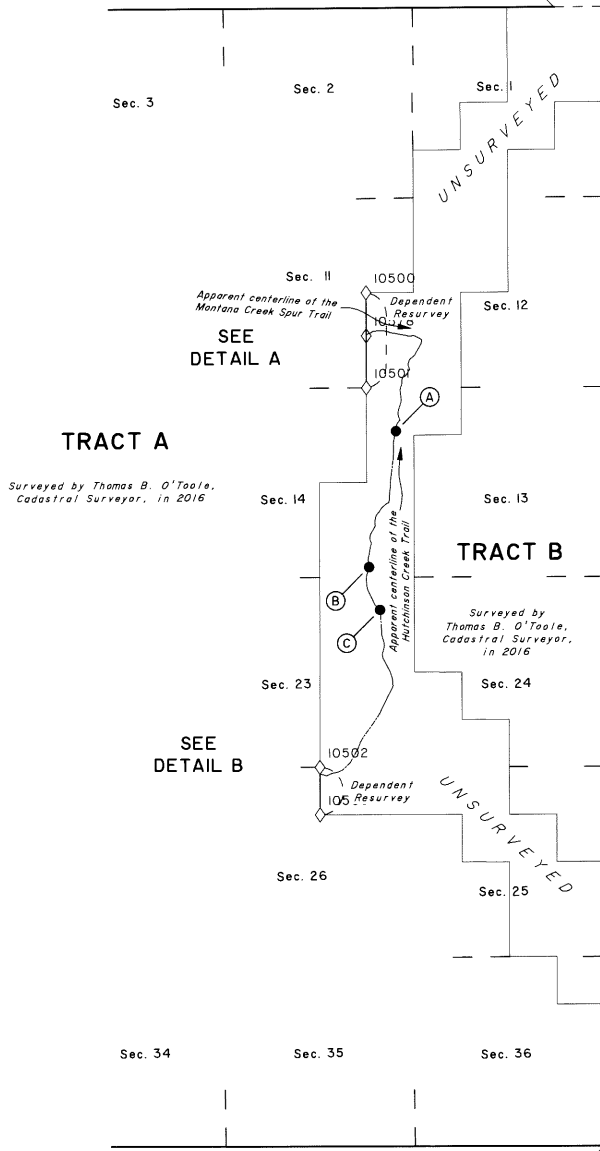 Sec. 3
Sec. 2
Sec. 1
UNSURVEYED
Sec. 11
10500
Apparent centerline of the
Montana Creek Spur Trail
Dependent
Resurvey
Sec. 12
SEE
DETAIL A
10501
A
TRACT A
Surveyed by Thomas B. O'Toole,
Cadastral Surveyor, in 2016
Sec. 14
Sec. 13
Apparent centerline of the
Hutchinson Creek Trail
TRACT B
B
Surveyed by
Thomas B. O'Toole,
Cadastral Surveyor,
in 2016
C
Sec. 23
Sec. 24
SEE
DETAIL B
10502
Dependent
Resurvey
UNSURVEYED
Sec. 26
Sec. 25
Sec. 34
Sec. 35
Sec. 36